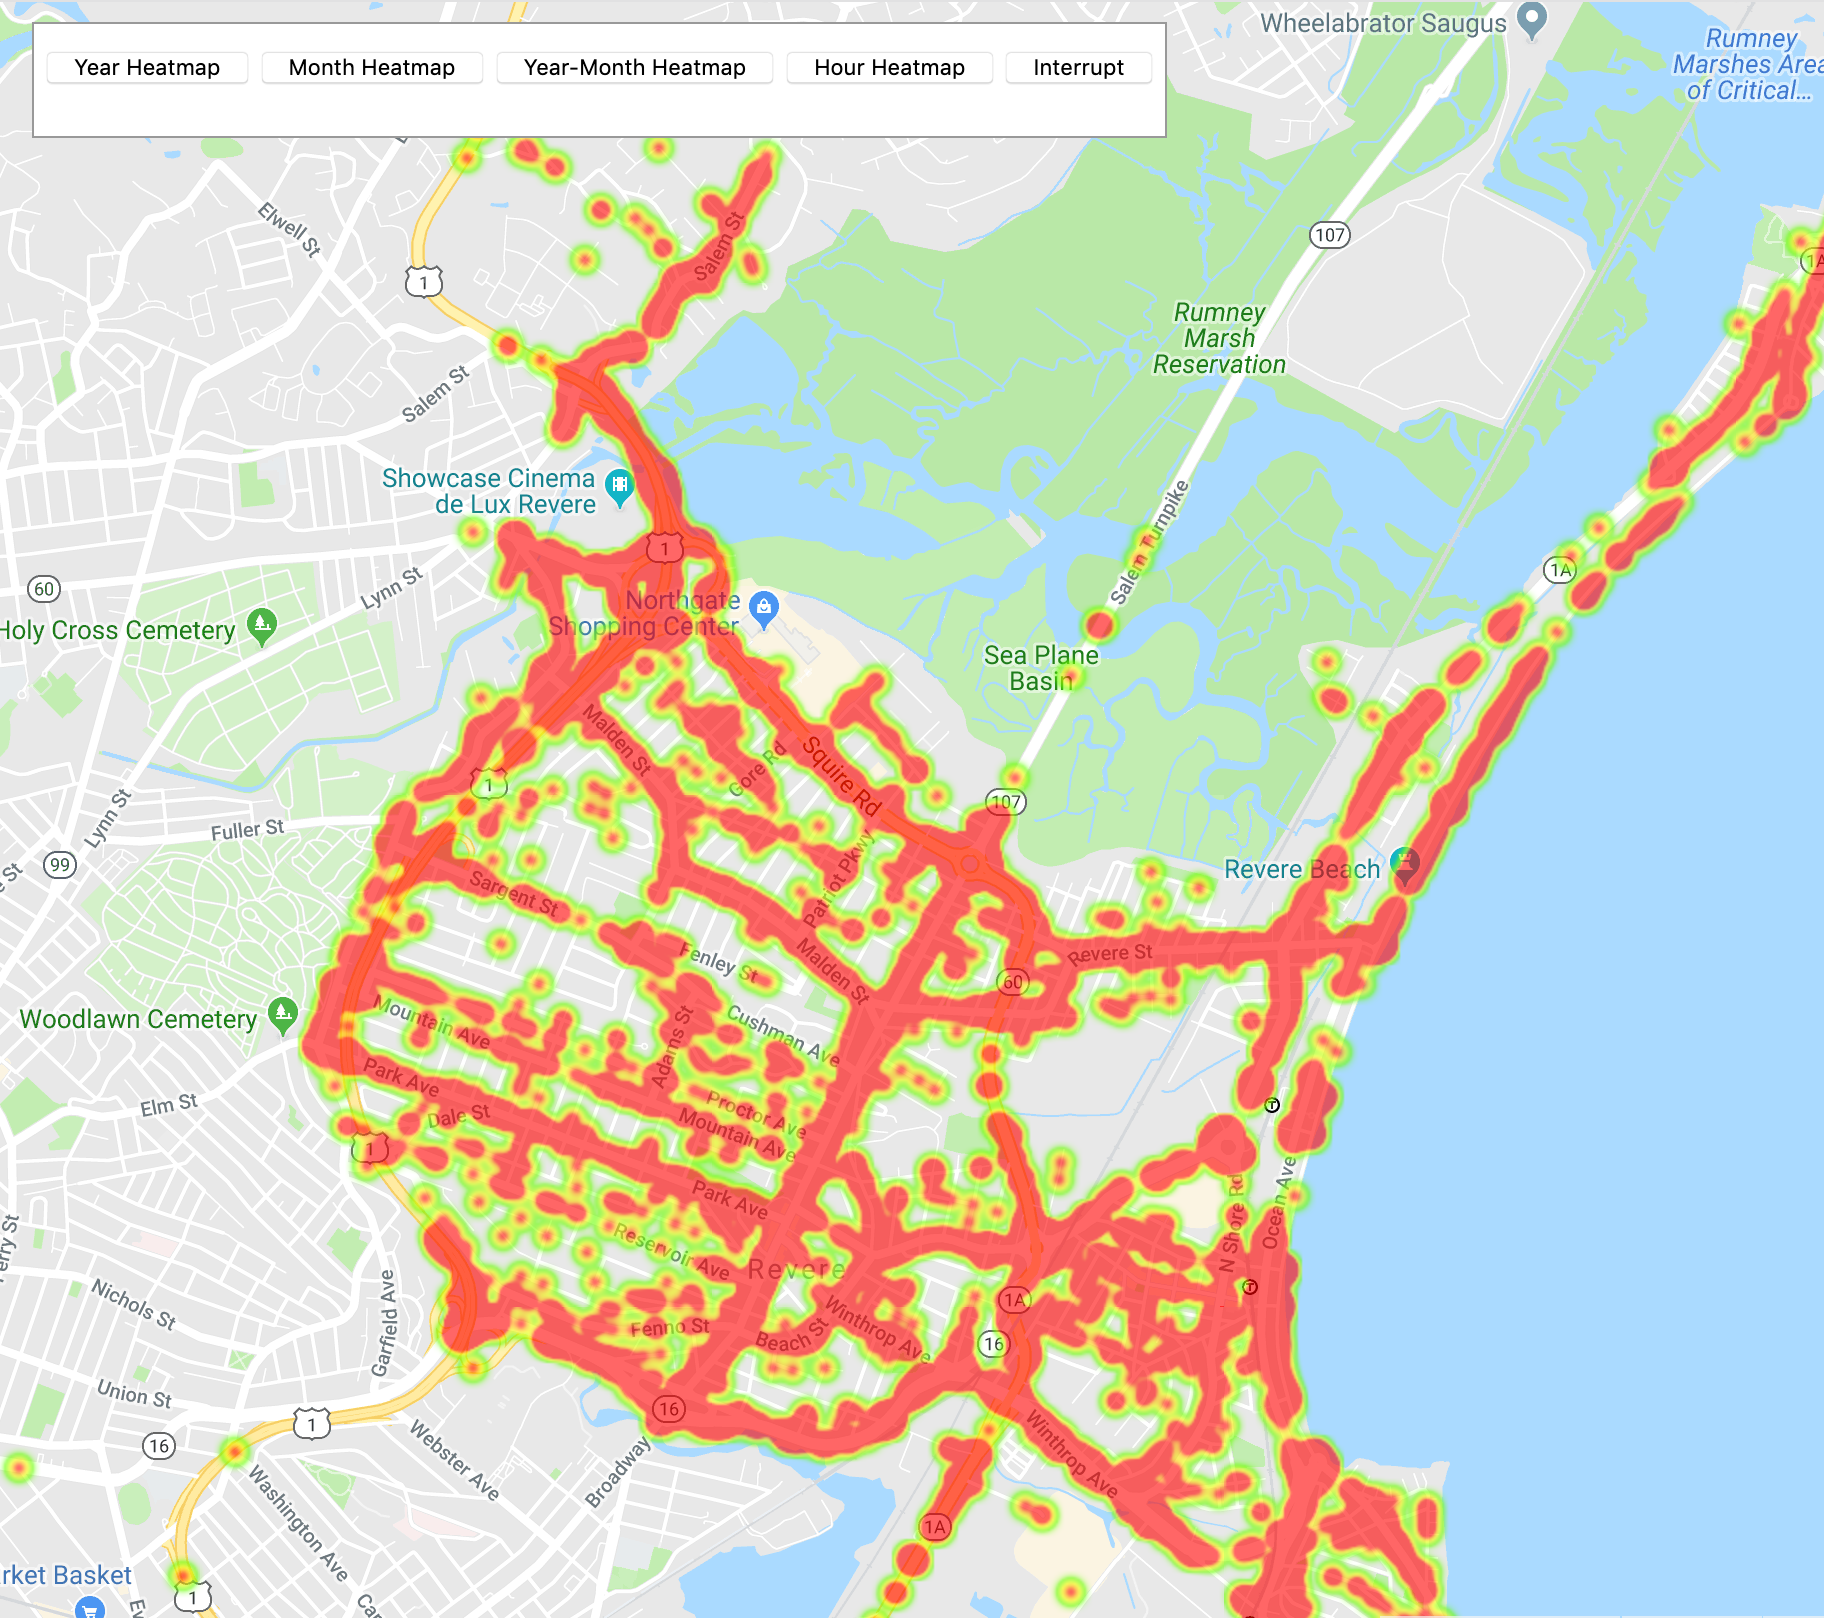 Wheelabrator Saugus
Rumney
Marshes Area
of Critical...
Year Heatmap
Month Heatmap
Year-Month Heatmap
Hour Heatmap
Interrupt
Elwell St
Salem St
107
1A
1
Rumney
Marsh
Reservation
Salem St
Showcase Cinema
de Lux Revere
Salem Turnpike
1
1A
60
Lynn St
Northgate
Shopping Center
Holy Cross Cemetery
Sea Plane
Basin
Malden St
Gore Rd
Squire Rd
1
107
Lynn St
Fuller St
99
Revere Beach
Sargent St
Patriot Pkwy
Fenley St
Malden St
Revere St
60
Woodlawn Cemetery
Mountain Ave
Cushman Ave
Adams St
Park Ave
Elm St
Dale St
Proctor Ave
Mountain Ave
1
Park Ave
N Shore Rd
Ocean Ave
Reservoir Ave
Revere
Nichols St
Garfield Ave
1A
Fenno St
Beach St
Winthrop Ave
16
Union St
16
1
16
Webster Ave
Broadway
Winthrop Ave
Washington Ave
1A
rket Basket
1